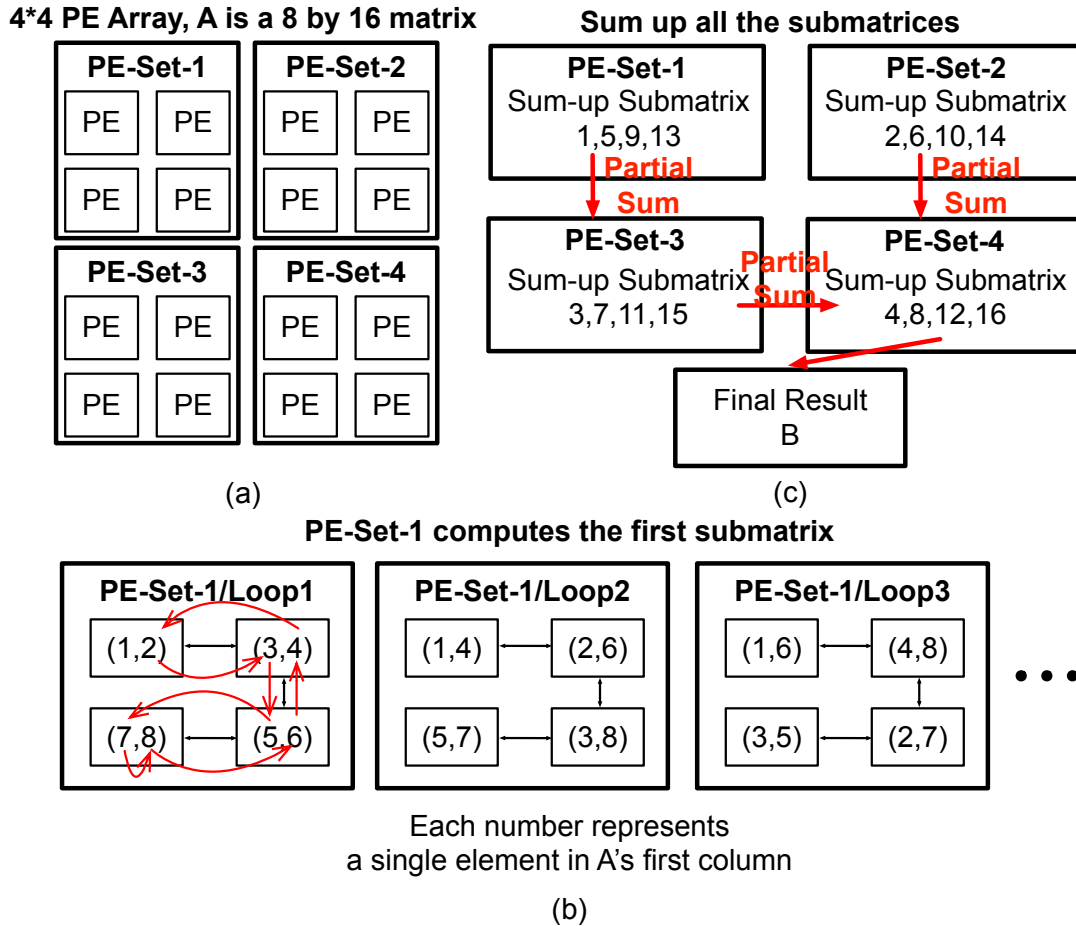 4*4 PE Array, A is a 8 by 16 matrix
PE-Set-1
PE PE
PE PE
PE-Set-2
PE PE
PE PE
PE-Set-3
PE PE
PE PE
PE-Set-4
PE PE
PE PE
(a)
Sum up all the submatrices
PE-Set-1
Sum-up Submatrix
1,5,9,13
PE-Set-2
Sum-up Submatrix
2,6,10,14
Partial
Sum
Partial
Sum
PE-Set-3
Sum-up Submatrix
3,7,11,15
Partial
Sum
PE-Set-4
Sum-up Submatrix
4,8,12,16
Final Result
B
(c)
PE-Set-1 computes the first submatrix
PE-Set-1/Loop1
(1,2) (3,4)
(7,8) (5,6)
PE-Set-1/Loop2
(1,4) (2,6)
(5,7) (3,8)
PE-Set-1/Loop3
(1,6) (4,8)
(3,5) (2,7)
• • •
Each number represents
a single element in A's first column
(b)